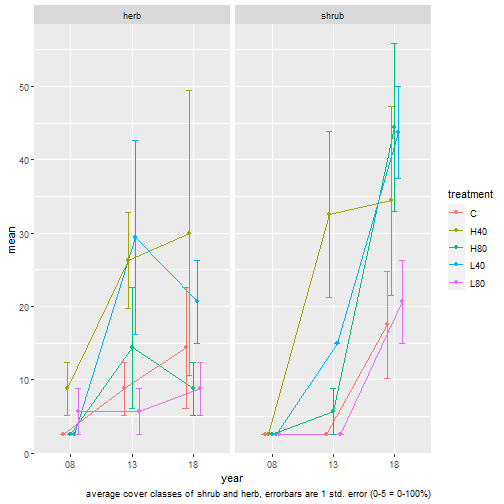 herb shrub
50
40
30
20
10
0
mean
08 13 18 08 13 18
year
treatment
C
H40
H80
L40
L80
average cover classes of shrub and herb, errorbars are 1 std. error (0-5 = 0-100%)